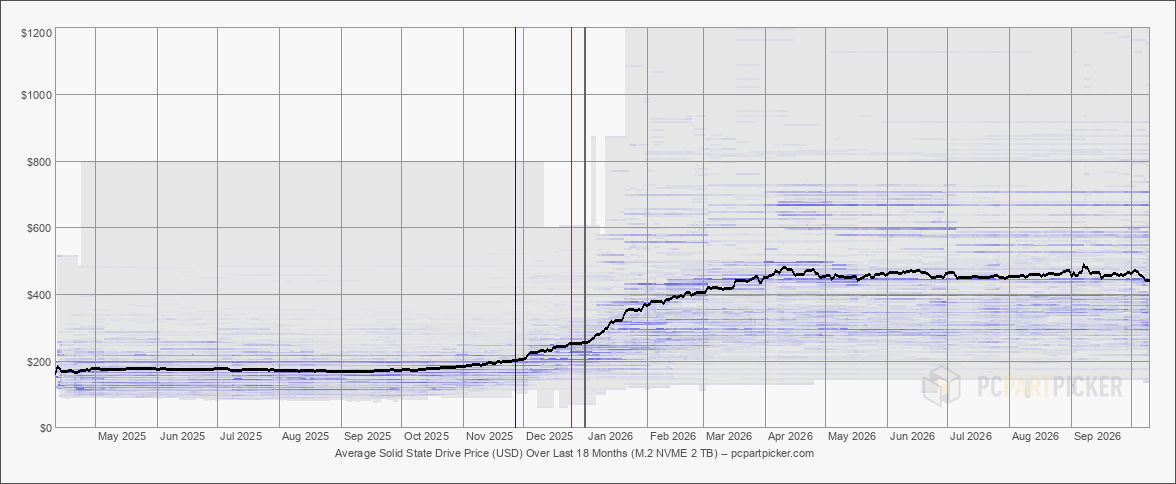 $1200
$1000
$800
$600
$400
$200
$0
May 2025 Jun 2025 Jul 2025 Aug 2025 Sep 2025 Oct 2025 Nov 2025 Dec 2025 Jan 2026 Feb 2026 Mar 2026 Apr 2026 May 2026 Jun 2026 Jul 2026 Aug 2026 Sep 2026
Average Solid State Drive Price (USD) Over Last 18 Months (M.2 NVME 2 TB) -- pcpartpicker.com
PCPARTPICKER